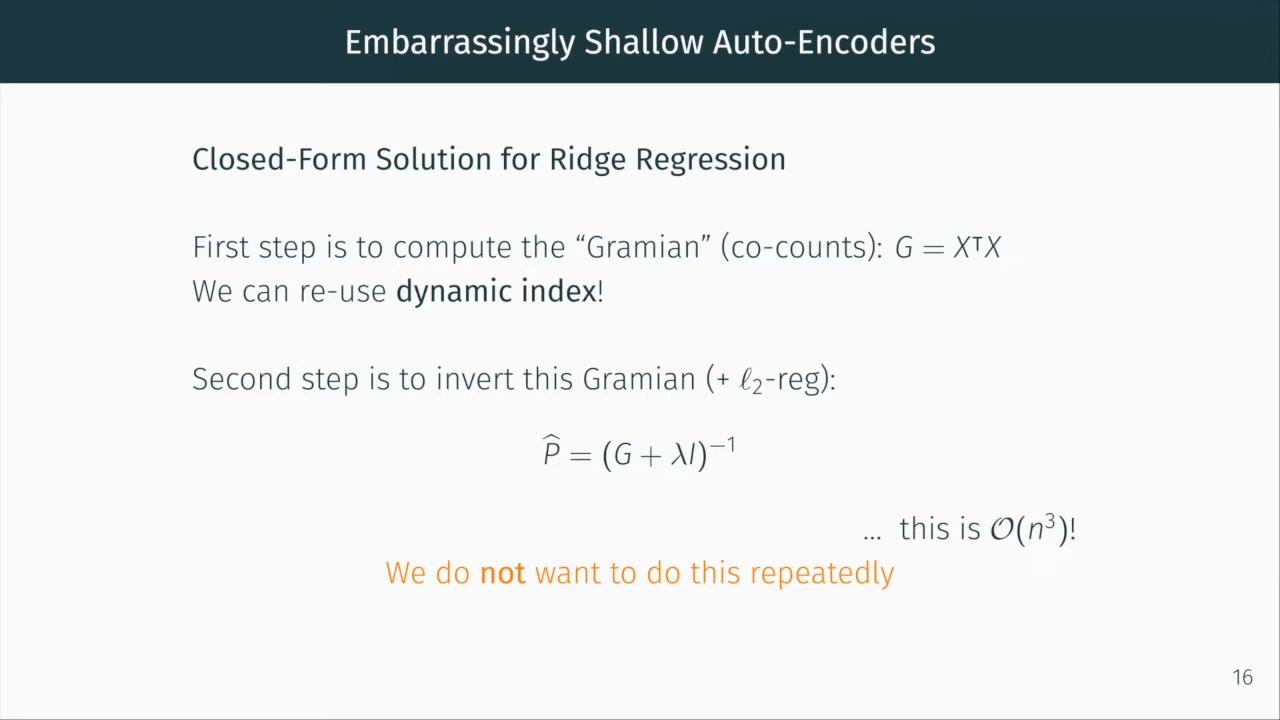 Embarrassingly Shallow Auto-Encoders
Closed-Form Solution for Ridge Regression
First step is to compute the “Gramian” (co-counts): G = XᵀX
We can re-use dynamic index!
Second step is to invert this Gramian (+ ℓ₂-reg):
P̂ = (G + λI)⁻¹
... this is 𝒪(n³)!
We do not want to do this repeatedly
16